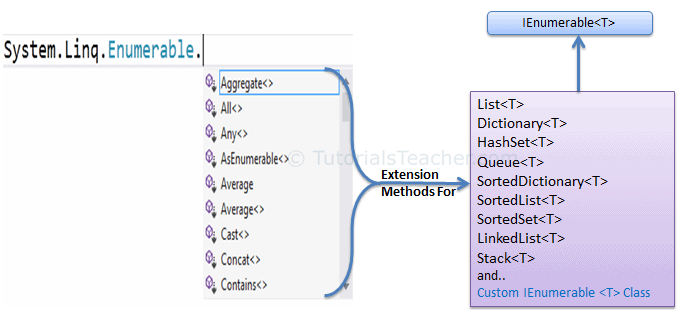 System.Linq.Enumerable.
Aggregate<>
All<>
Any<>
AsEnumerable<>
Average
Average<>
Cast<>
Concat<>
Contains<>
© TutorialsTeacher.com
Extension
Methods For
IEnumerable<T>
List<T>
Dictionary<T>
HashSet<T>
Queue<T>
SortedDictionary<T>
SortedList<T>
SortedSet<T>
LinkedList<T>
Stack<T>
and..
Custom IEnumerable <T> Class